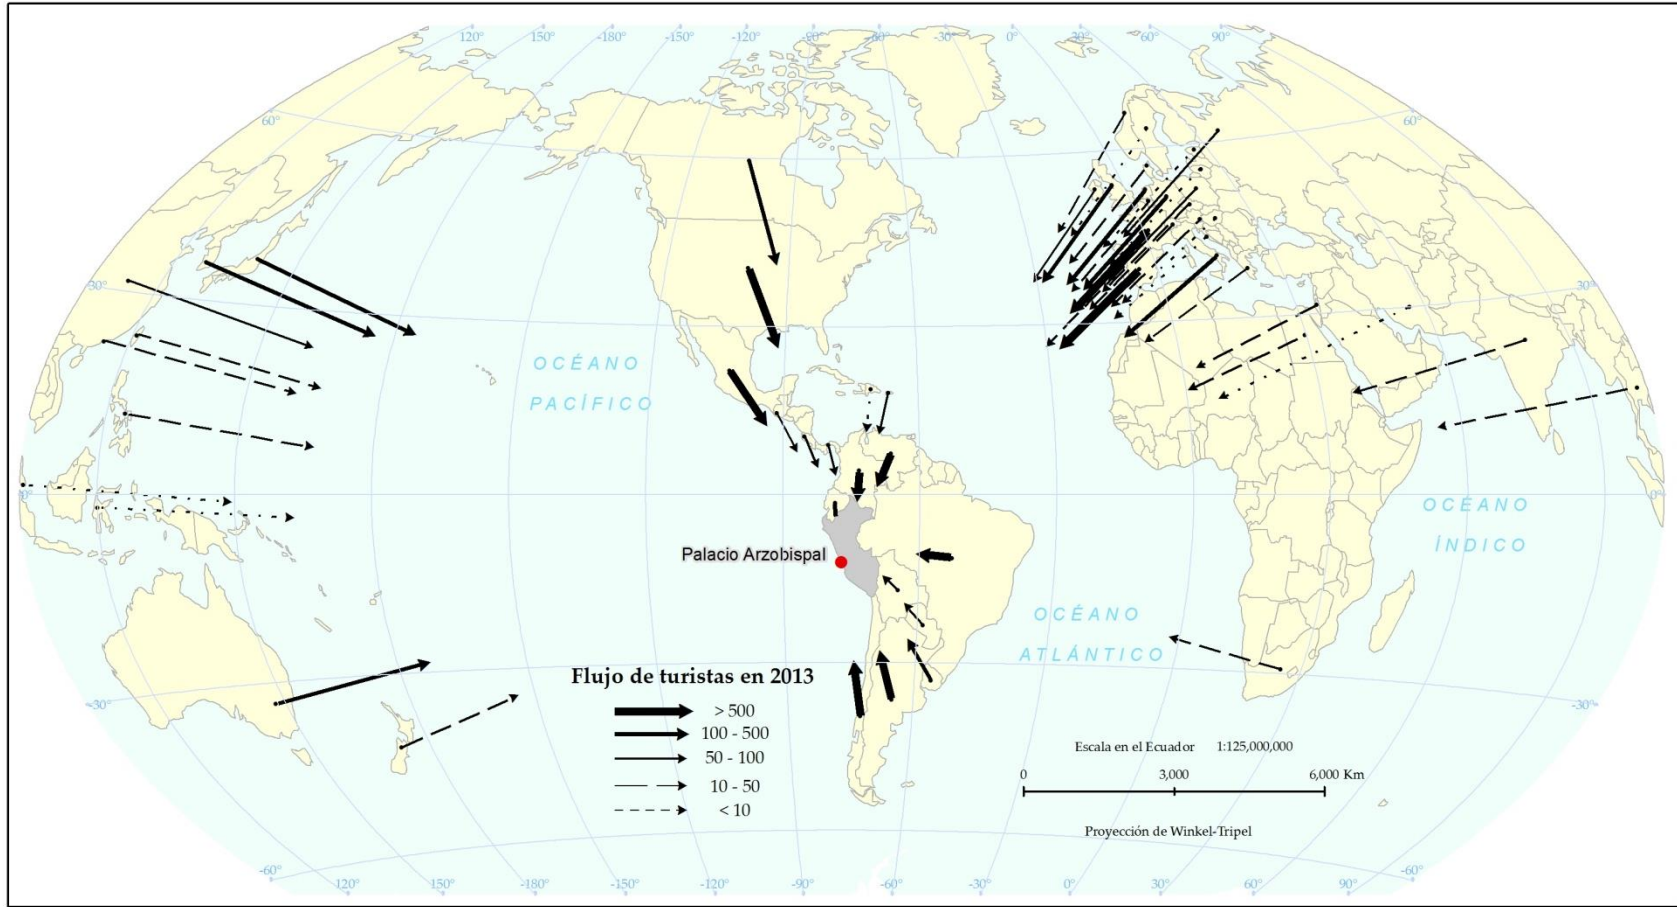 120°
150°
-180°
-150°
-120°
-90°
-60°
-30°
0°
30°
60°
90°
60°
60°
30°
30°
OCÉANO
PACÍFICO
0°
0°
OCÉANO
ÍNDICO
Palacio Arzobispal
OCÉANO
ATLÁNTICO
-30°
-30°
Flujo de turistas en 2013
> 500
100 - 500
50 - 100
10 - 50
< 10
Escala en el Ecuador 1:125,000,000
0 3,000 6,000 Km
Proyección de Winkel-Tripel
-60°
-60°
120°
150°
-180°
-150°
-120°
-90°
-60°
-30°
0°
30°
60°
90°